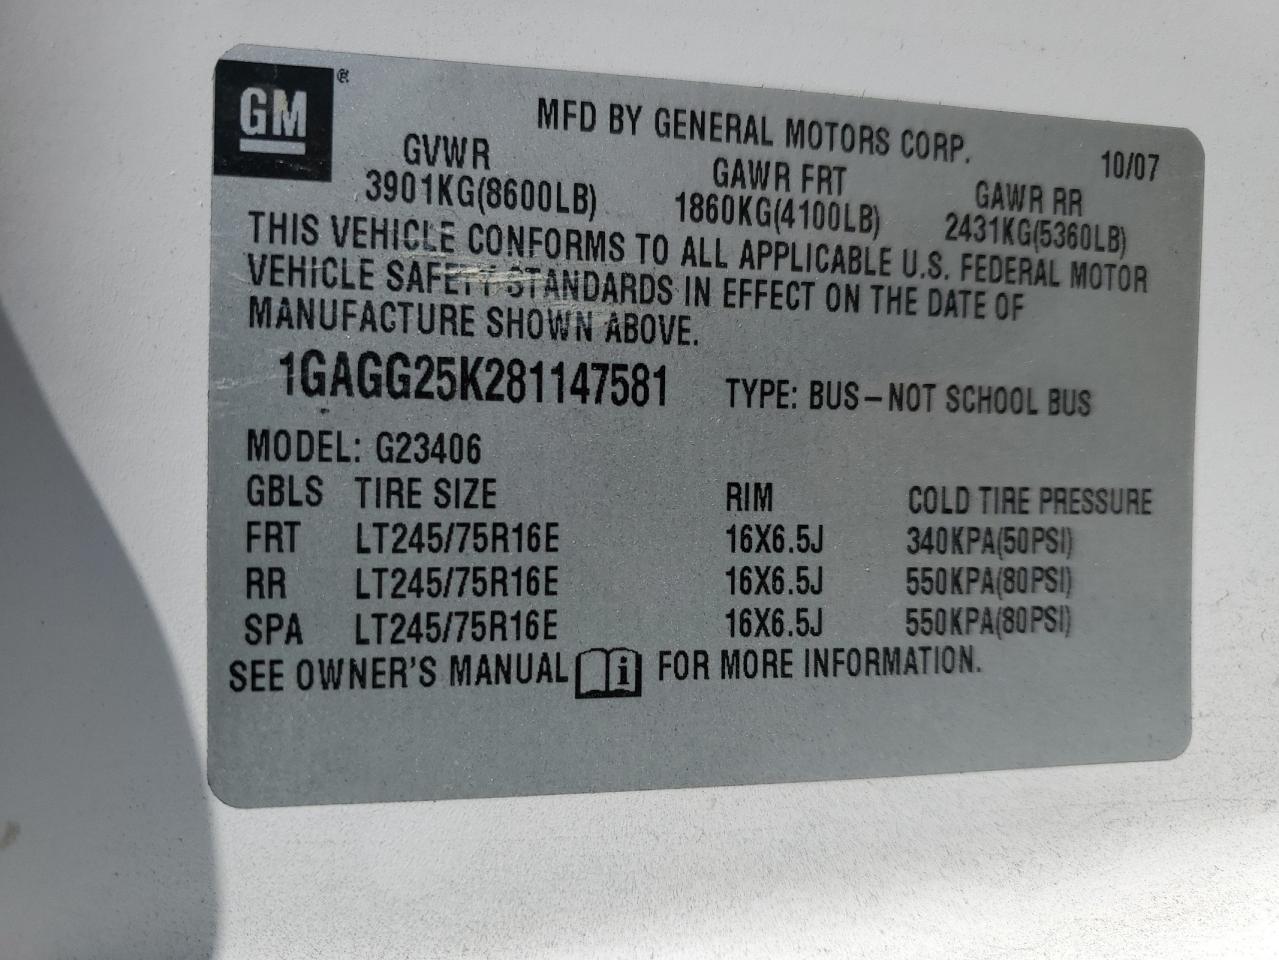 GM ®
MFD BY GENERAL MOTORS CORP.
10/07
GVWR GAWR FRT GAWR RR
3901KG(8600LB) 1860KG(4100LB) 2431KG(5360LB)
THIS VEHICLE CONFORMS TO ALL APPLICABLE U.S. FEDERAL MOTOR
VEHICLE SAFETY STANDARDS IN EFFECT ON THE DATE OF
MANUFACTURE SHOWN ABOVE.
1GAGG25K281147581 TYPE: BUS–NOT SCHOOL BUS
MODEL: G23406
GBLS TIRE SIZE RIM COLD TIRE PRESSURE
FRT LT245/75R16E 16X6.5J 340KPA(50PSI)
RR LT245/75R16E 16X6.5J 550KPA(80PSI)
SPA LT245/75R16E 16X6.5J 550KPA(80PSI)
SEE OWNER'S MANUAL i FOR MORE INFORMATION.